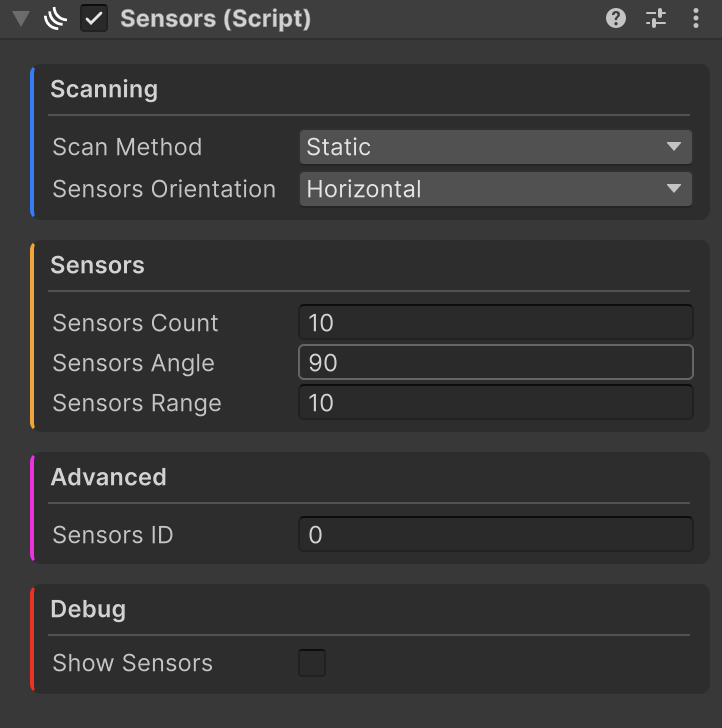 Sensors (Script)
Scanning
Scan Method Static
Sensors Orientation Horizontal
Sensors
Sensors Count 10
Sensors Angle 90
Sensors Range 10
Advanced
Sensors ID 0
Debug
Show Sensors